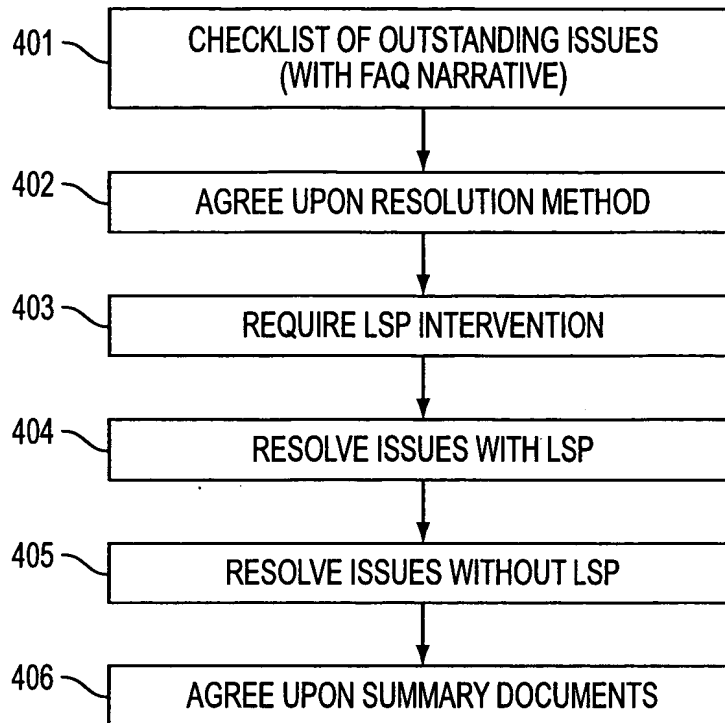 401
CHECKLIST OF OUTSTANDING ISSUES
(WITH FAQ NARRATIVE)
402
AGREE UPON RESOLUTION METHOD
403
REQUIRE LSP INTERVENTION
404
RESOLVE ISSUES WITH LSP
405
RESOLVE ISSUES WITHOUT LSP
406
AGREE UPON SUMMARY DOCUMENTS